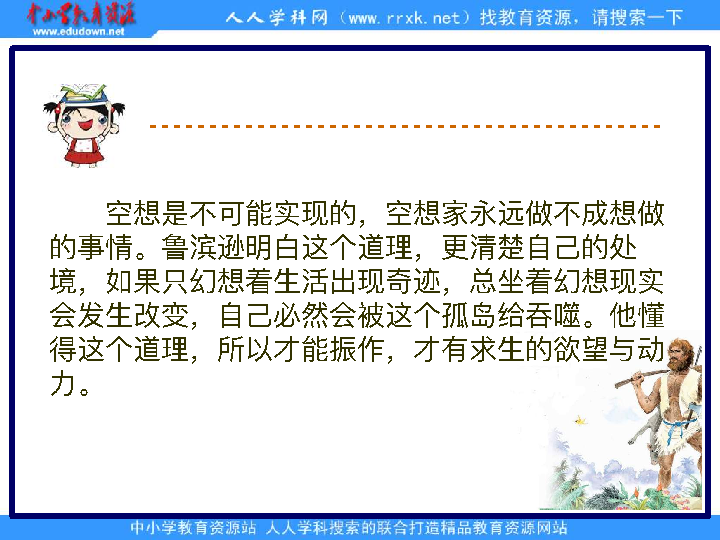 中小学教育资源
www.edudown.net
人人学科网（www.rrxk.net）找教育资源，请搜索一下
空想是不可能实现的，空想家永远做不成想做
的事情。鲁滨逊明白这个道理，更清楚自己的处
境，如果只幻想着生活出现奇迹，总坐着幻想现实
会发生改变，自己必然会被这个孤岛给吞噬。他懂
得这个道理，所以才能振作，才有求生的欲望与动
力。
中小学教育资源站 人人学科搜索的联合打造精品教育资源网站